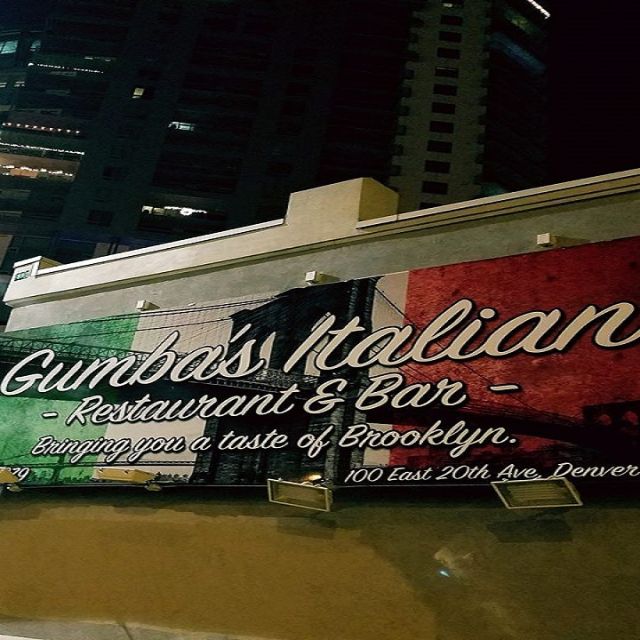 Gumba's Italian
- Restaurant & Bar -
Bringing you a taste of Brooklyn.
100 East 20th Ave, Denver